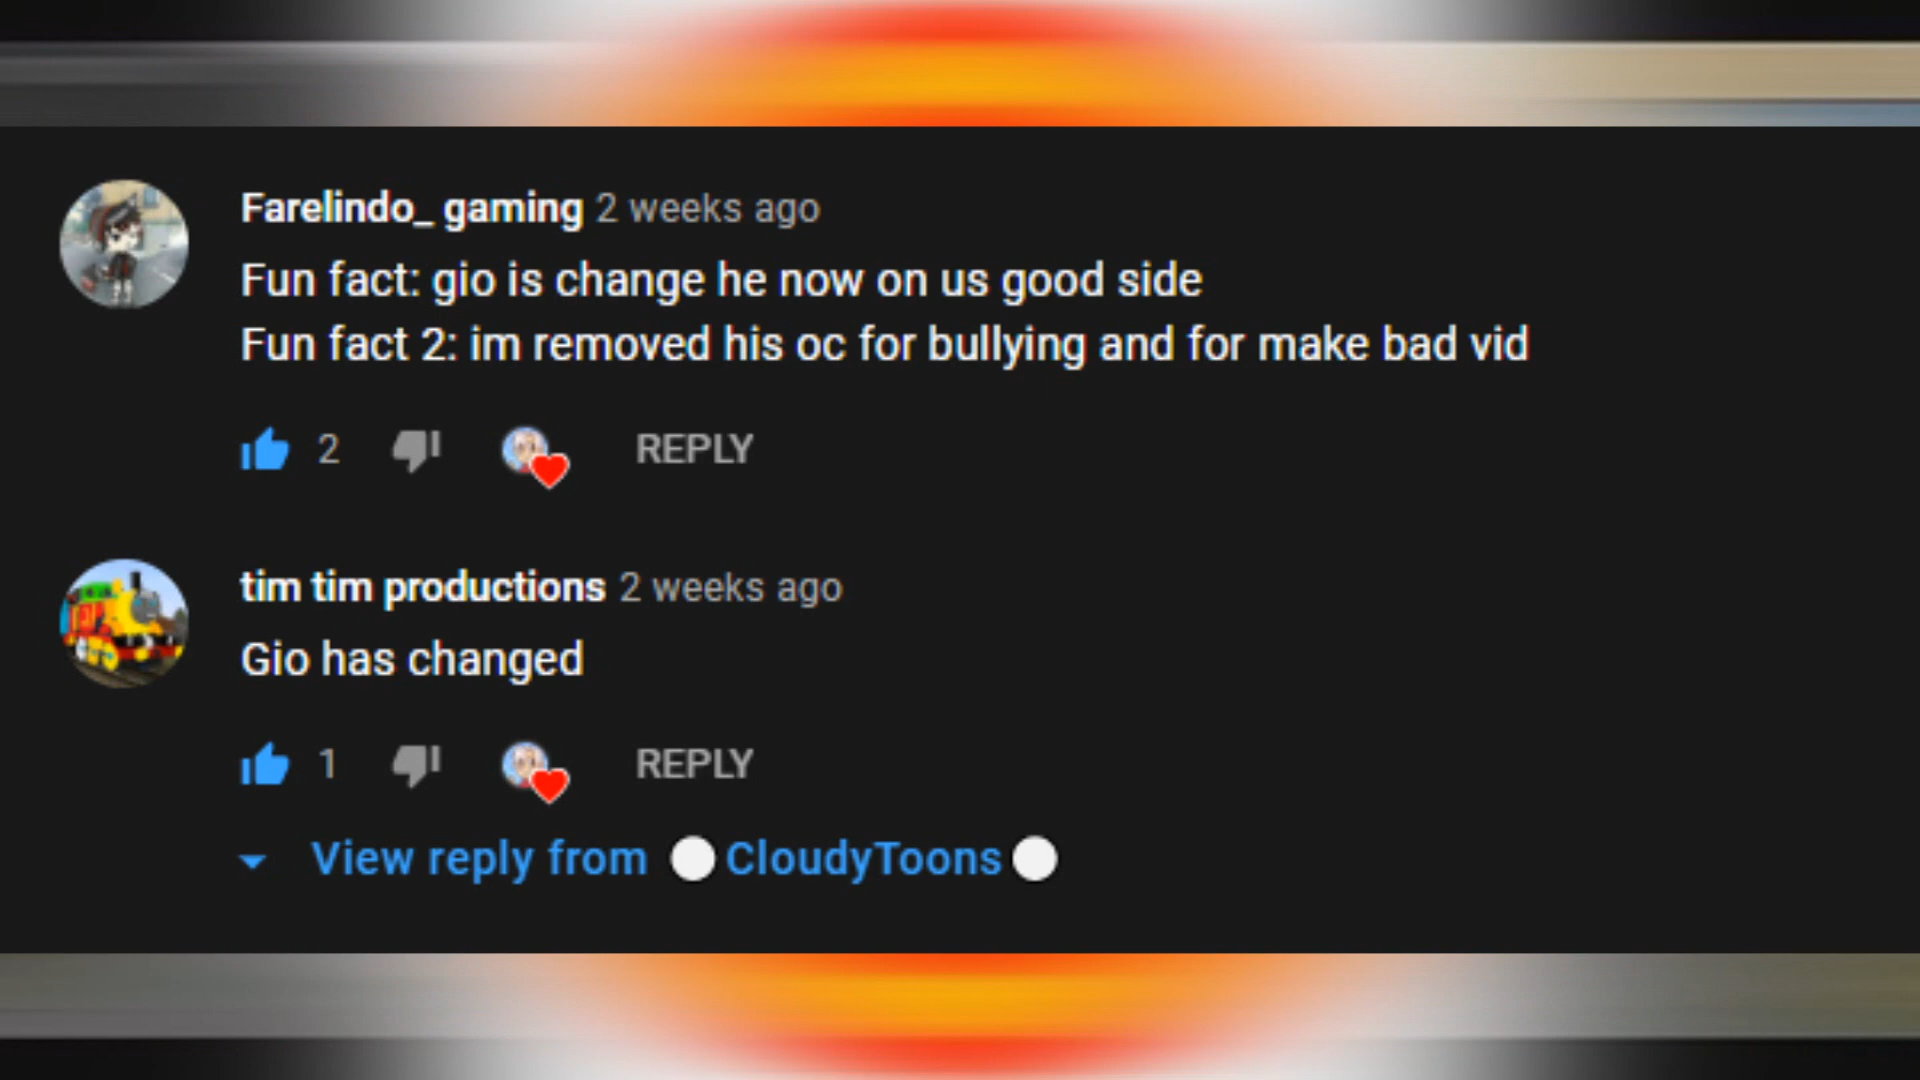 Farelindo_ gaming 2 weeks ago
Fun fact: gio is change he now on us good side
Fun fact 2: im removed his oc for bullying and for make bad vid
2 REPLY
tim tim productions 2 weeks ago
Gio has changed
1 REPLY
View reply from CloudyToons